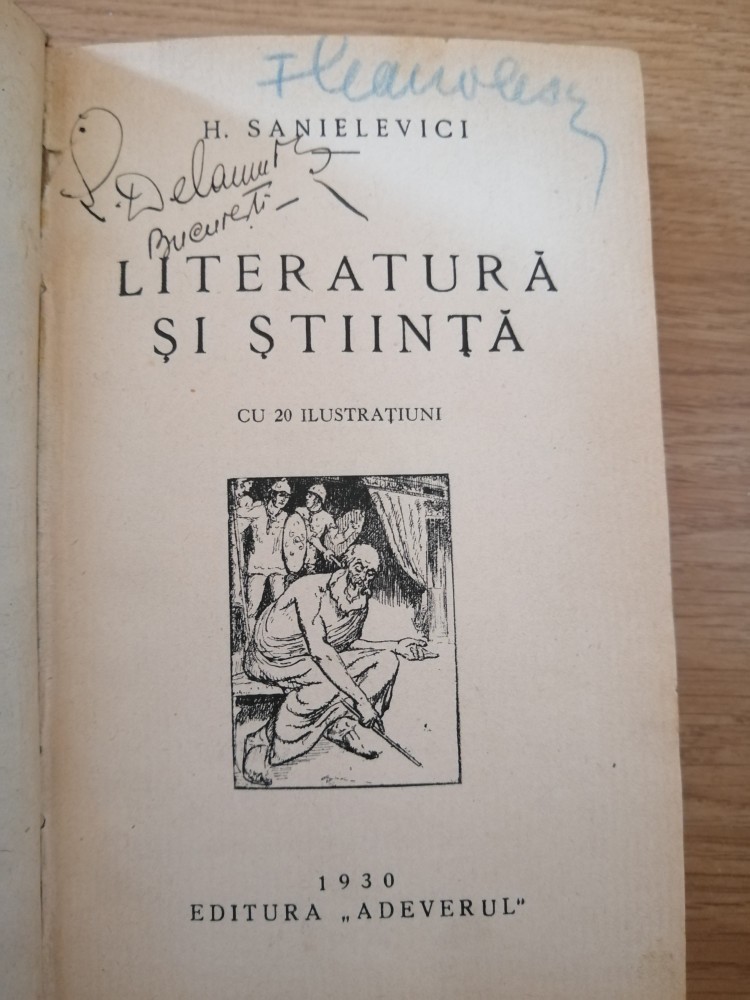 H. SANIELEVICI
București
LITERATURĂ
ȘI ȘTIINȚĂ
CU 20 ILUSTRAȚIUNI
1930
EDITURA „ADEVERUL"